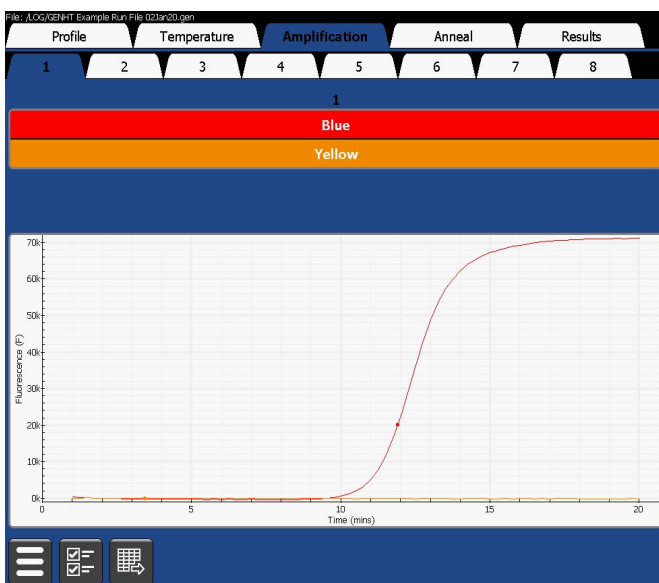 File: /LOG/GENHT Example Run File 02Jan20.gen
Profile Temperature Amplification Anneal Results
1 2 3 4 5 6 7 8
1
Blue
Yellow
70k
60k
50k
40k
30k
20k
10k
0k
Fluorescence (F)
0 5 10 15 20
Time (mins)